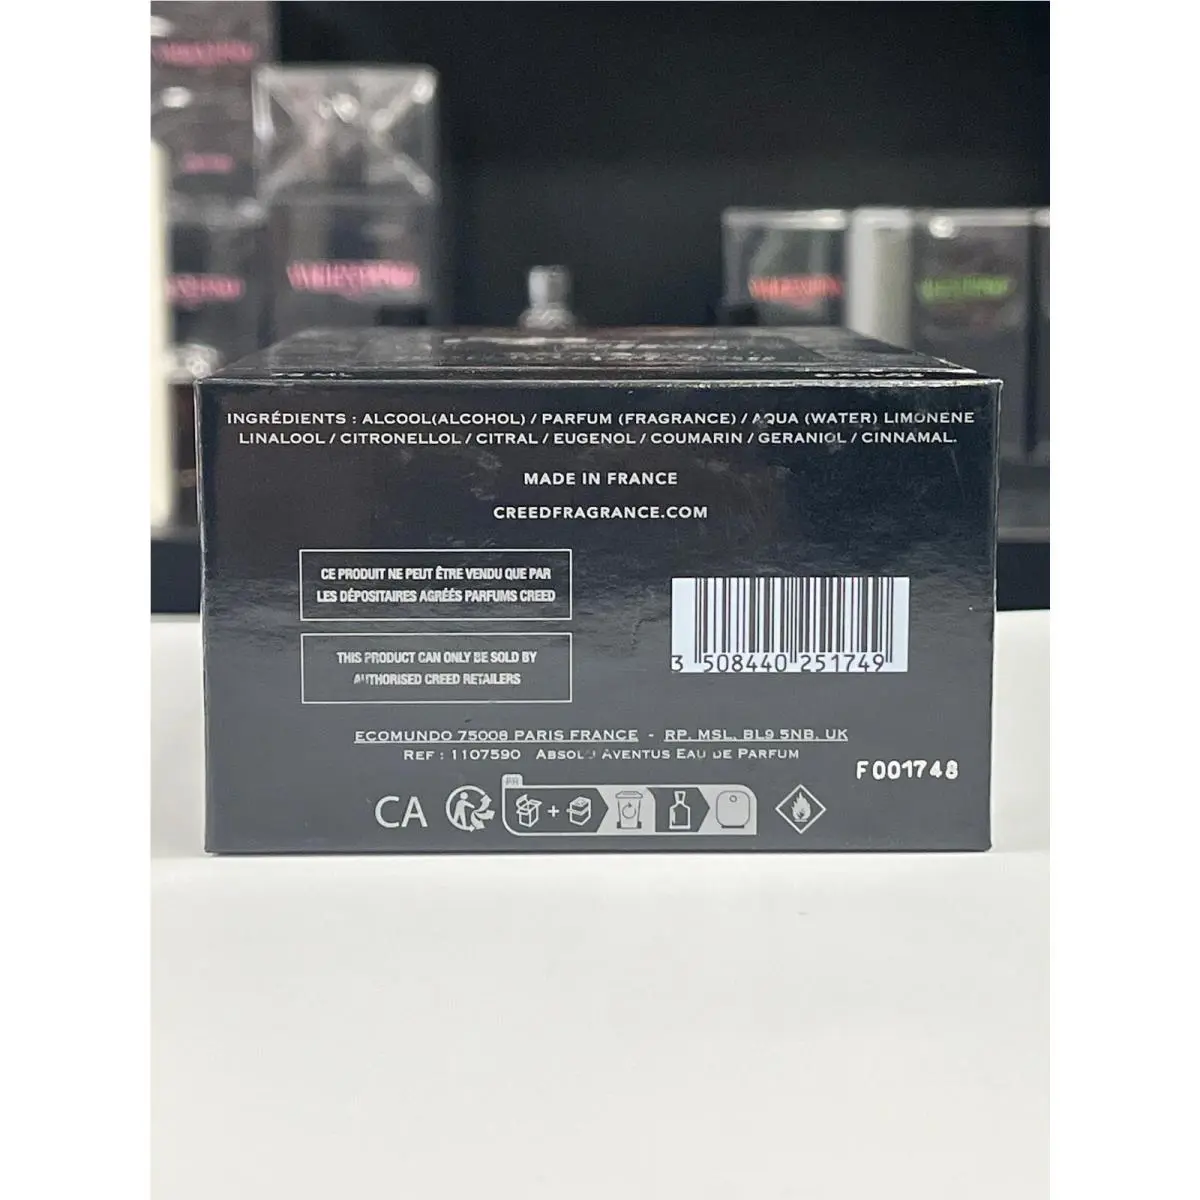 INGRÉDIENTS : ALCOOL(ALCOHOL) / PARFUM (FRAGRANCE) / AQUA (WATER) LIMONENE
LINALOOL / CITRONELLOL / CITRAL / EUGENOL / COUMARIN / GERANIOL / CINNAMAL.
MADE IN FRANCE
CREEDFRAGRANCE.COM
CE PRODUIT NE PEUT ÊTRE VENDU QUE PAR
LES DÉPOSITAIRES AGRÉÉS PARFUMS CREED
THIS PRODUCT CAN ONLY BE SOLD BY
AUTHORISED CREED RETAILERS
3 508440 251749
ECOMUNDO 75008 PARIS FRANCE - RP, MSL, BL9 5NB, UK
REF : 1107590 ABSOLU AVENTUS EAU DE PARFUM
F001748
CA
FR